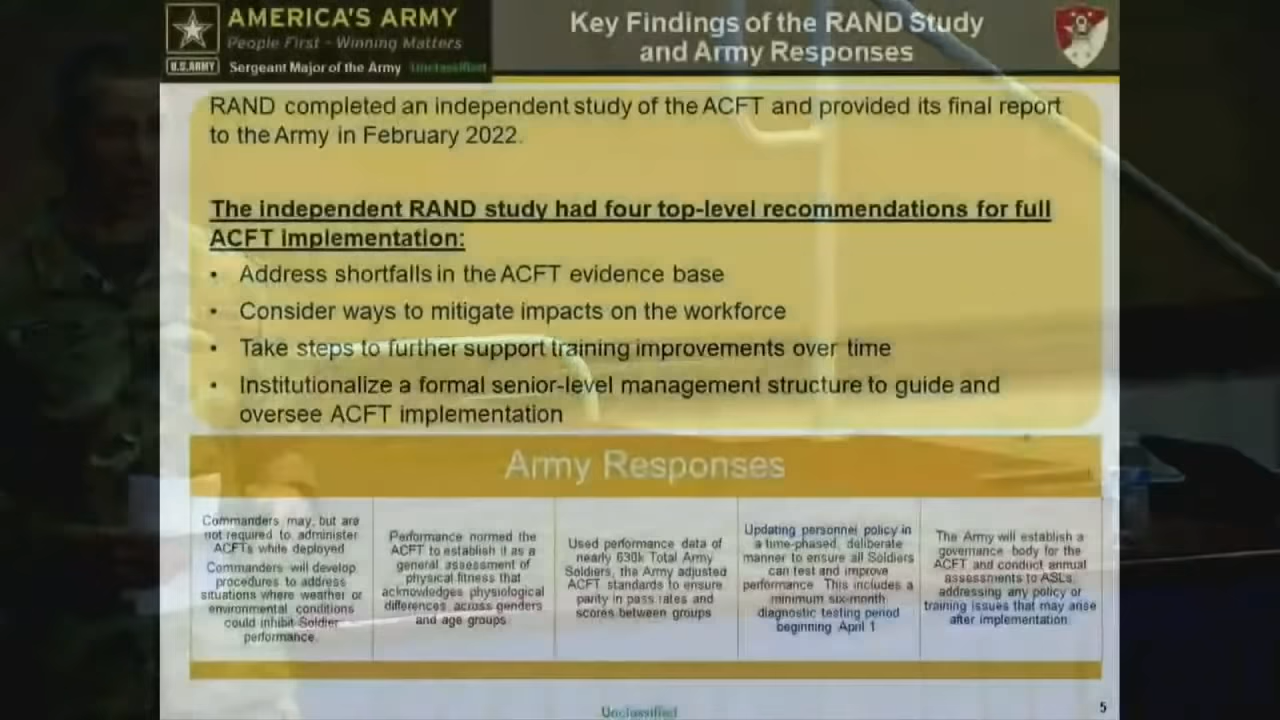 AMERICA'S ARMY
People First - Winning Matters
U.S.ARMY
Sergeant Major of the Army Unclassified
Key Findings of the RAND Study
and Army Responses
RAND completed an independent study of the ACFT and provided its final report
to the Army in February 2022.
The independent RAND study had four top-level recommendations for full
ACFT implementation:
• Address shortfalls in the ACFT evidence base
• Consider ways to mitigate impacts on the workforce
• Take steps to further support training improvements over time
• Institutionalize a formal senior-level management structure to guide and
oversee ACFT implementation
Army Responses
Commanders may, but are
not required to administer
ACFTs while deployed
Commanders will develop
procedures to address
situations where weather or
environmental conditions
could inhibit Soldier
performance.
Performance normed the
ACFT to establish it as a
general assessment of
physical fitness that
acknowledges physiological
differences across genders
and age groups
Used performance data of
nearly 630k Total Army
Soldiers, the Army adjusted
ACFT standards to ensure
parity in pass rates and
scores between groups
Updating personnel policy in
a time-phased, deliberate
manner to ensure all Soldiers
can test and improve
performance. This includes a
minimum six-month
diagnostic testing period
beginning April 1
The Army will establish a
governance body for the
ACFT and conduct annual
assessments to ASLs,
addressing any policy or
training issues that may arise
after implementation
Unclassified
5